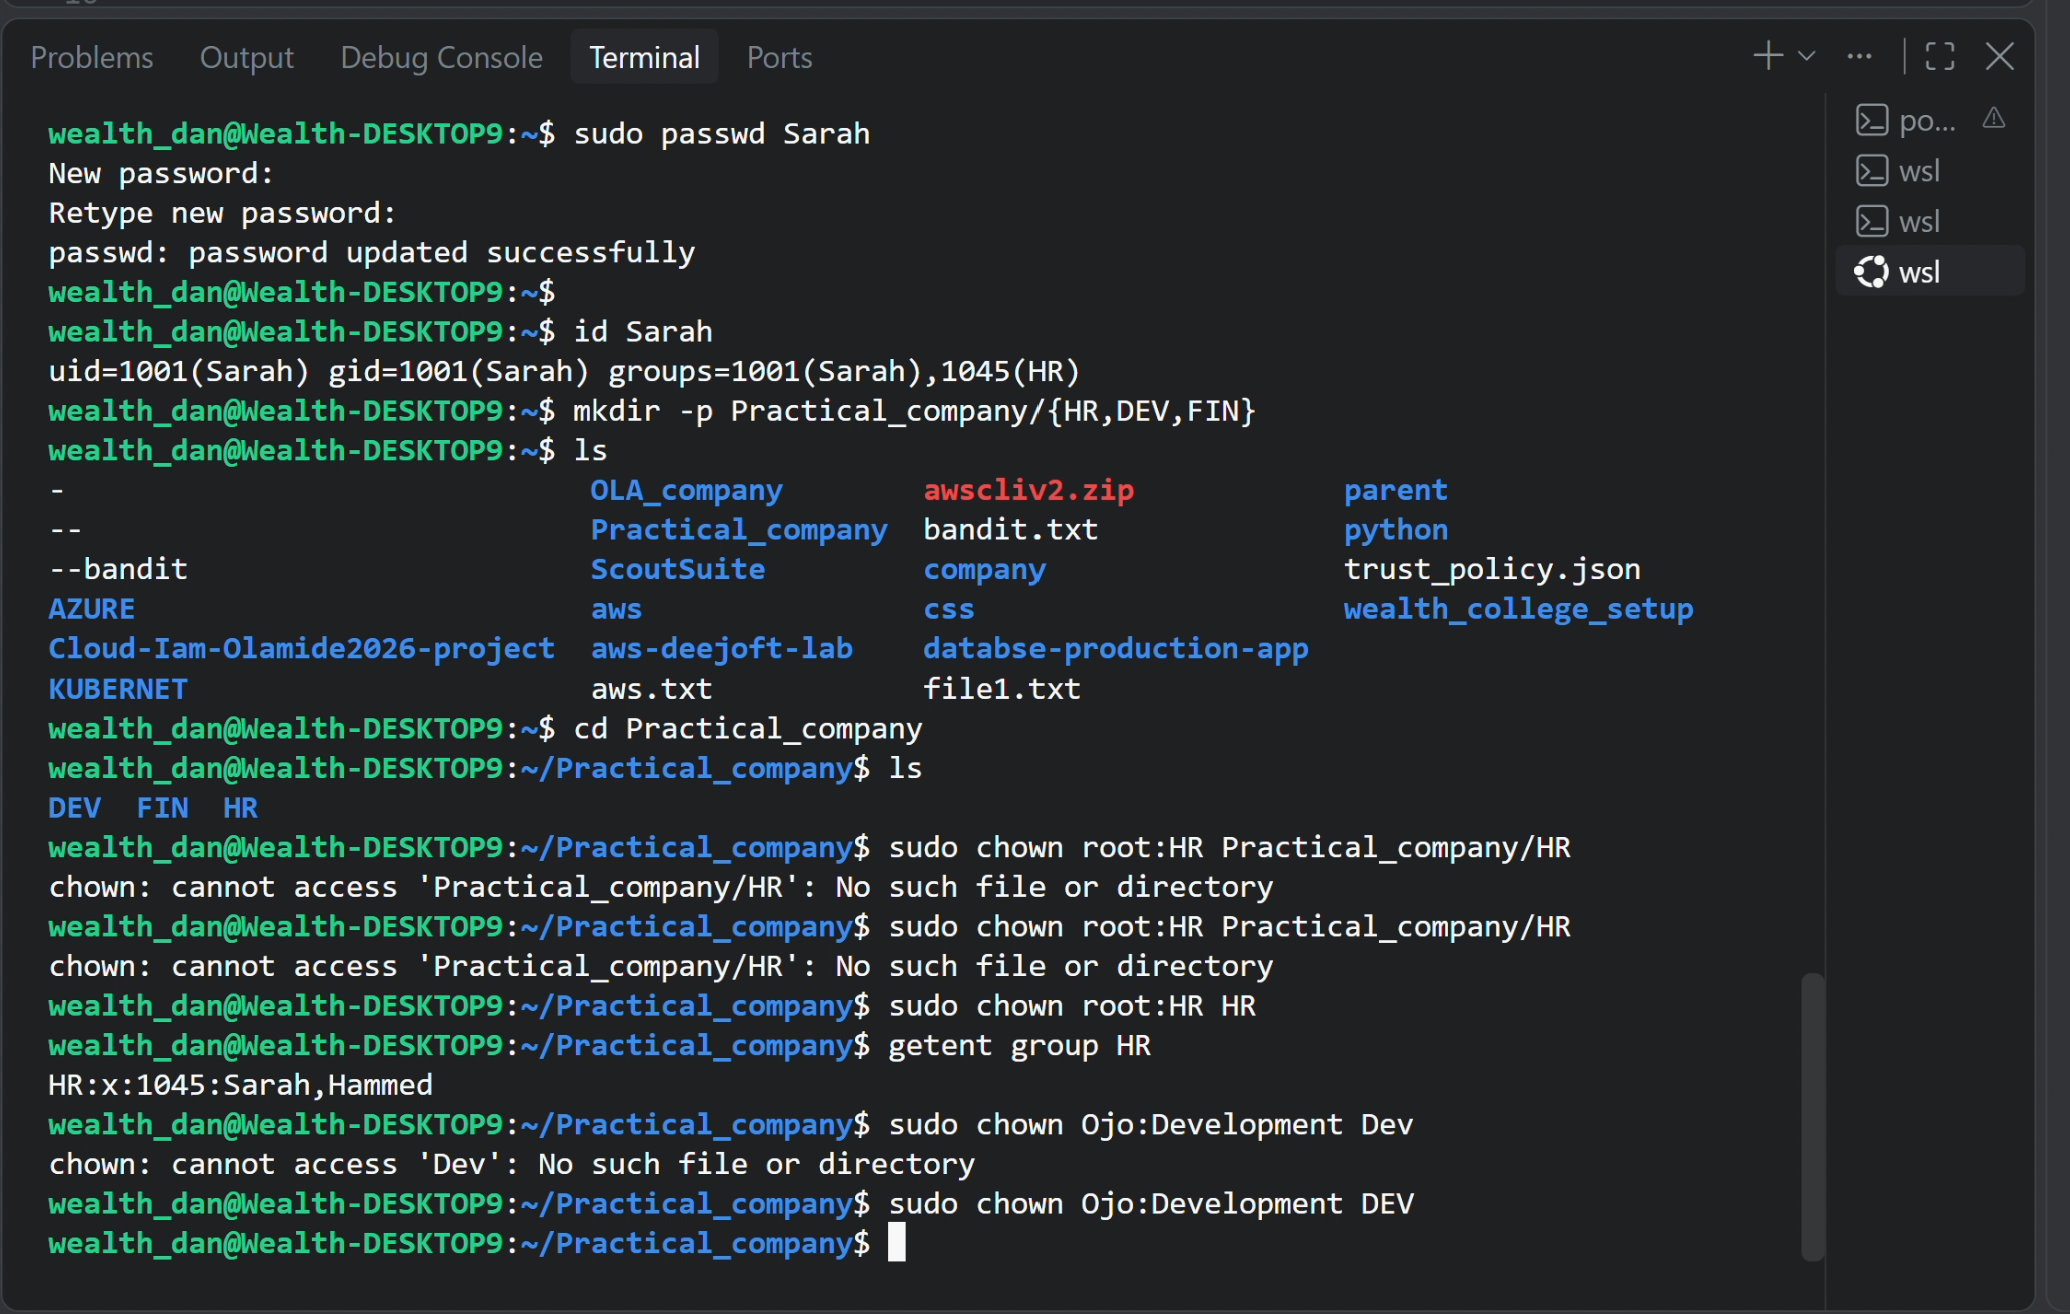 Problems Output Debug Console Terminal Ports
wealth_dan@Wealth-DESKTOP9:~$ sudo passwd Sarah
New password:
Retype new password:
passwd: password updated successfully
wealth_dan@Wealth-DESKTOP9:~$
wealth_dan@Wealth-DESKTOP9:~$ id Sarah
uid=1001(Sarah) gid=1001(Sarah) groups=1001(Sarah),1045(HR)
wealth_dan@Wealth-DESKTOP9:~$ mkdir -p Practical_company/{HR,DEV,FIN}
wealth_dan@Wealth-DESKTOP9:~$ ls
- OLA_company awscliv2.zip parent
-- Practical_company bandit.txt python
--bandit ScoutSuite company trust_policy.json
AZURE aws css wealth_college_setup
Cloud-Iam-Olamide2026-project aws-deejoft-lab databse-production-app
KUBERNET aws.txt file1.txt
wealth_dan@Wealth-DESKTOP9:~$ cd Practical_company
wealth_dan@Wealth-DESKTOP9:~/Practical_company$ ls
DEV FIN HR
wealth_dan@Wealth-DESKTOP9:~/Practical_company$ sudo chown root:HR Practical_company/HR
chown: cannot access 'Practical_company/HR': No such file or directory
wealth_dan@Wealth-DESKTOP9:~/Practical_company$ sudo chown root:HR Practical_company/HR
chown: cannot access 'Practical_company/HR': No such file or directory
wealth_dan@Wealth-DESKTOP9:~/Practical_company$ sudo chown root:HR HR
wealth_dan@Wealth-DESKTOP9:~/Practical_company$ getent group HR
HR:x:1045:Sarah,Hammed
wealth_dan@Wealth-DESKTOP9:~/Practical_company$ sudo chown Ojo:Development Dev
chown: cannot access 'Dev': No such file or directory
wealth_dan@Wealth-DESKTOP9:~/Practical_company$ sudo chown Ojo:Development DEV
wealth_dan@Wealth-DESKTOP9:~/Practical_company$
po...
wsl
wsl
wsl